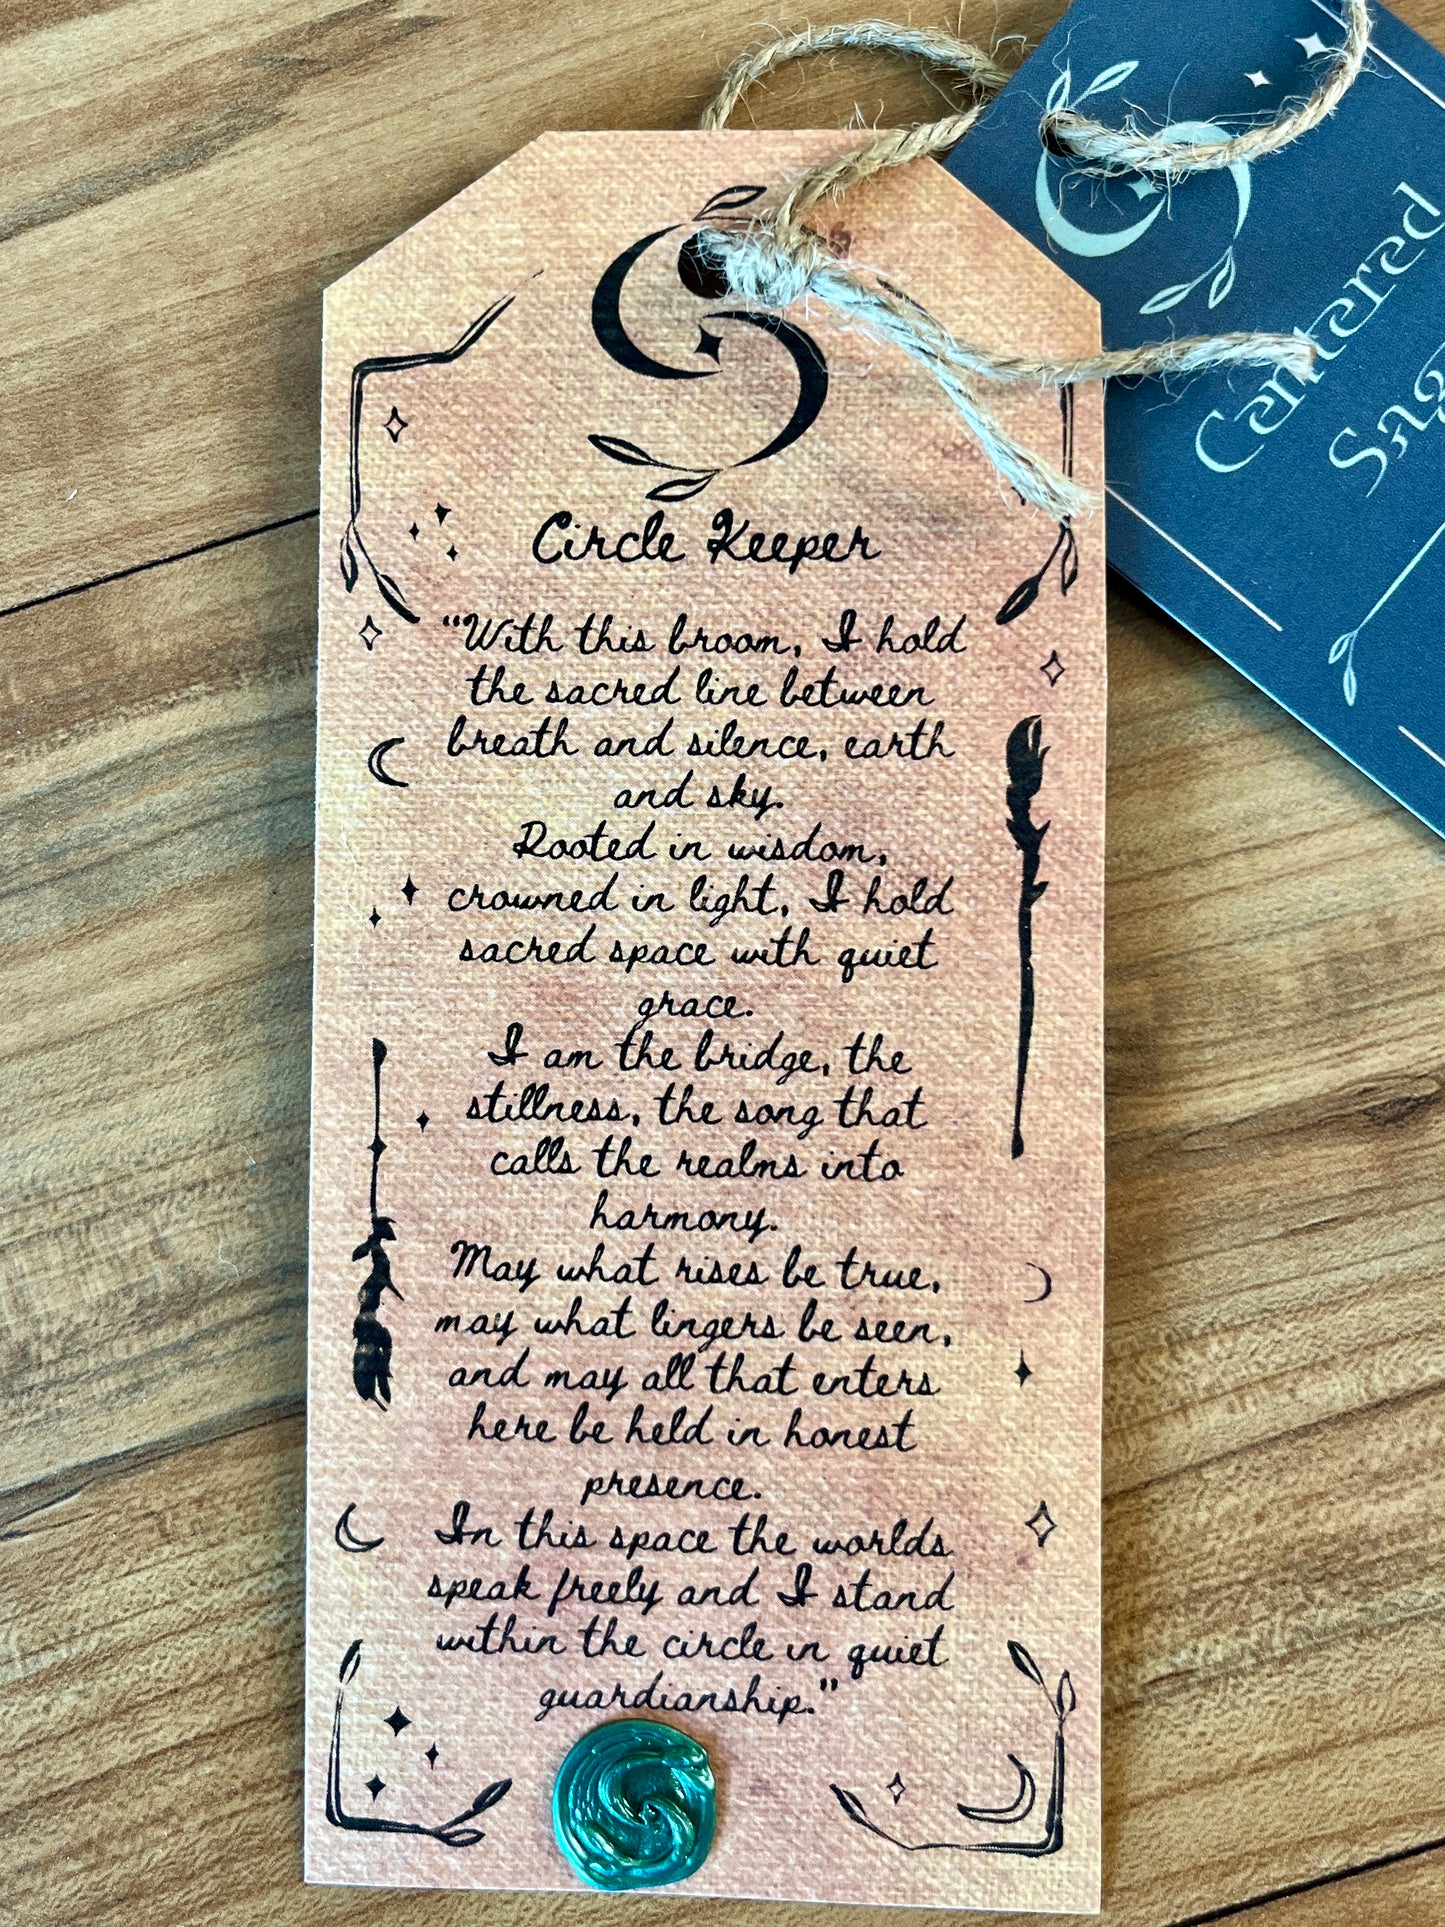 Circle Keeper
"With this broom, I hold
the sacred line between
breath and silence, earth
and sky.
Rooted in wisdom,
crowned in light, I hold
sacred space with quiet
grace.
I am the bridge, the
stillness, the song that
calls the realms into
harmony.
May what rises be true,
may what lingers be seen,
and may all that enters
here be held in honest
presence.
In this space the worlds
speak freely and I stand
within the circle in quiet
guardianship."
Centered